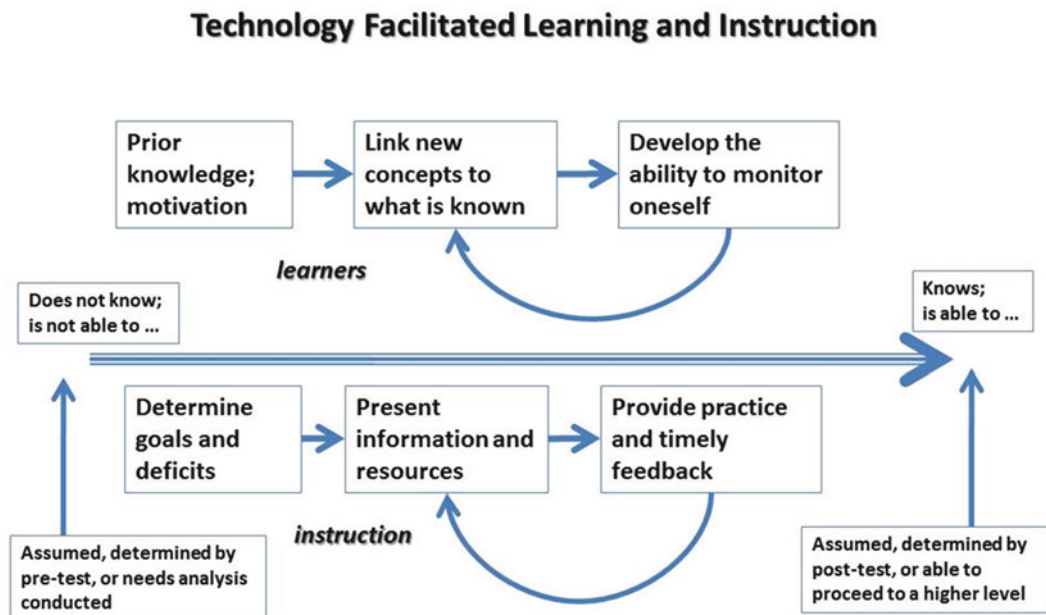 Technology Facilitated Learning and Instruction
Prior
knowledge;
motivation
Link new
concepts to
what is known
Develop the
ability to monitor
oneself
learners
Does not know;
is not able to ...
Knows;
is able to ...
Determine
goals and
deficits
Present
information and
resources
Provide practice
and timely
feedback
instruction
Assumed, determined by
pre-test, or needs analysis
conducted
Assumed, determined by
post-test, or able to
proceed to a higher level